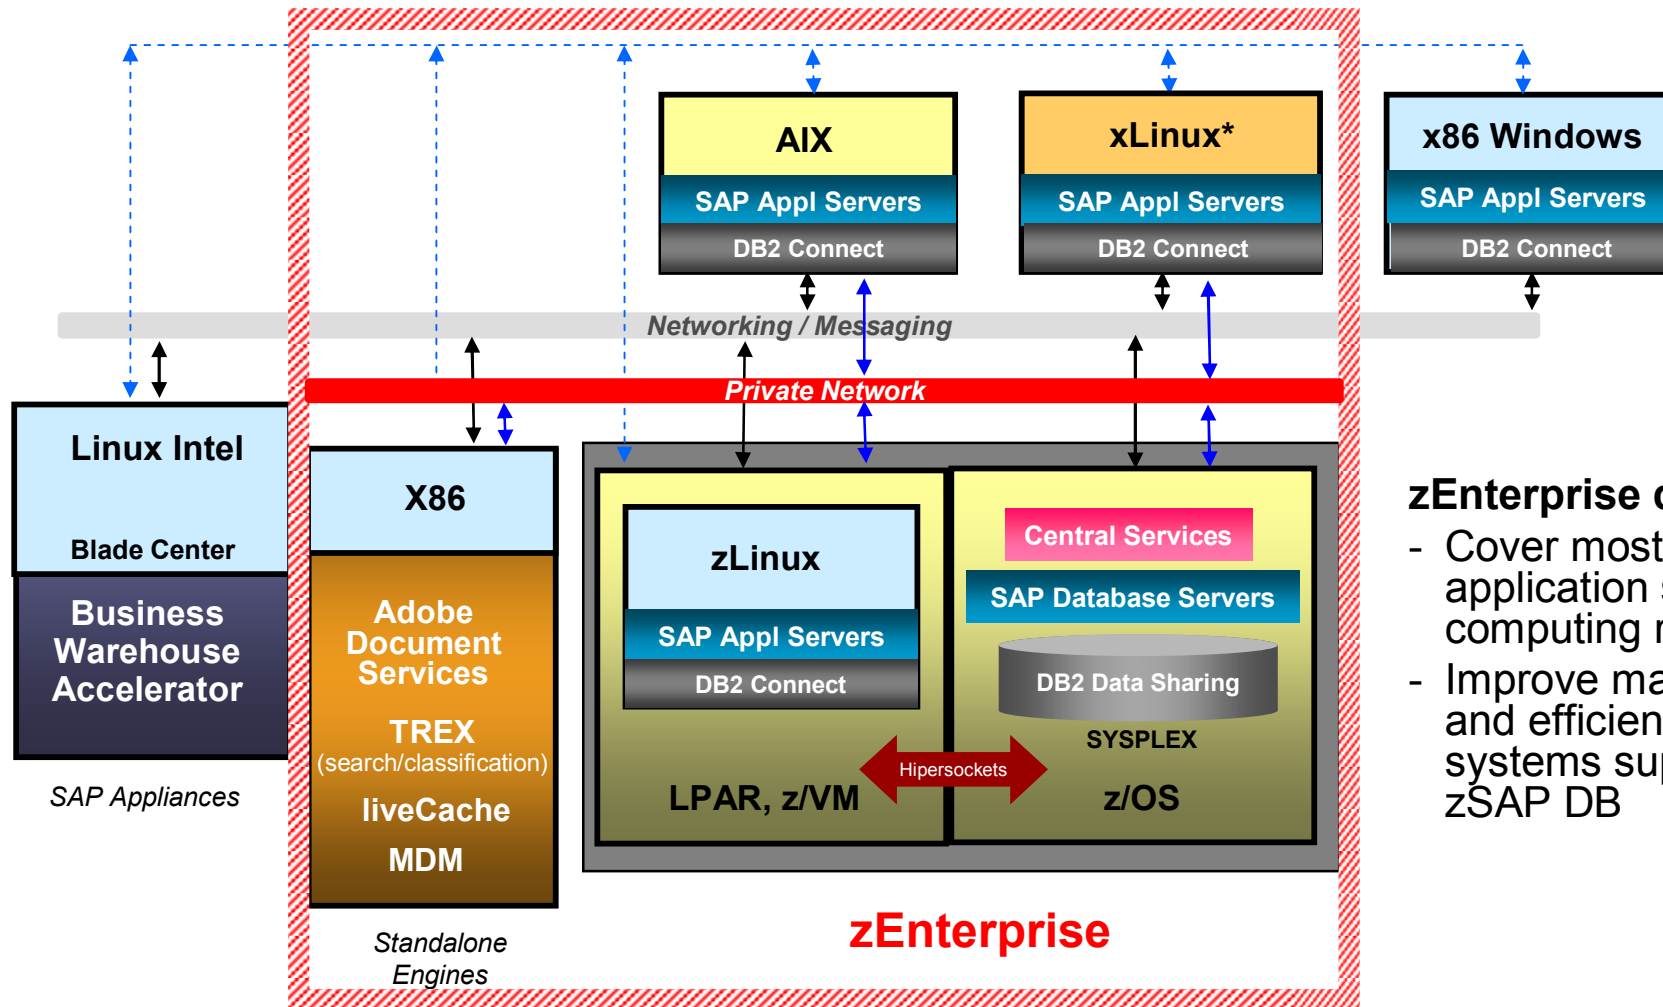 AIX
SAP Appl Servers
DB2 Connect
xLinux*
SAP Appl Servers
DB2 Connect
x86 Windows
SAP Appl Servers
DB2 Connect
Networking / Messaging
Private Network
Linux Intel
Blade Center
Business
Warehouse
Accelerator
SAP Appliances
X86
Adobe
Document
Services
TREX
(search/classification)
liveCache
MDM
Standalone
Engines
zLinux
SAP Appl Servers
DB2 Connect
LPAR, z/VM
Hipersockets
Central Services
SAP Database Servers
DB2 Data Sharing
SYSPLEX
z/OS
zEnterprise
zEnterprise
- Cover most
application
computing
- Improve
and
systems
zSAP DB